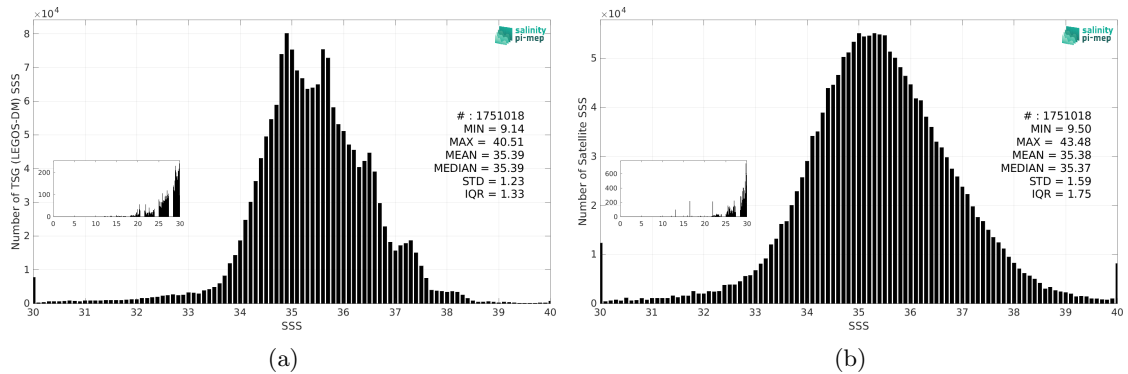 ×10⁴
8
7
6
5
4
3
2
1
0
Number of TSG (LEGOS-DM) SSS
30 31 32 33 34 35 36 37 38 39 40
SSS
salinity
pi-mep
# : 1751018
MIN = 9.14
MAX = 40.51
MEAN = 35.39
MEDIAN = 35.39
STD = 1.23
IQR = 1.33
200
100
0
0 5 10 15 20 25 30
(a)
×10⁴
5
4
3
2
1
0
Number of Satellite SSS
30 31 32 33 34 35 36 37 38 39 40
SSS
salinity
pi-mep
# : 1751018
MIN = 9.50
MAX = 43.48
MEAN = 35.38
MEDIAN = 35.37
STD = 1.59
IQR = 1.75
600
400
200
0
0 5 10 15 20 25 30
(b)